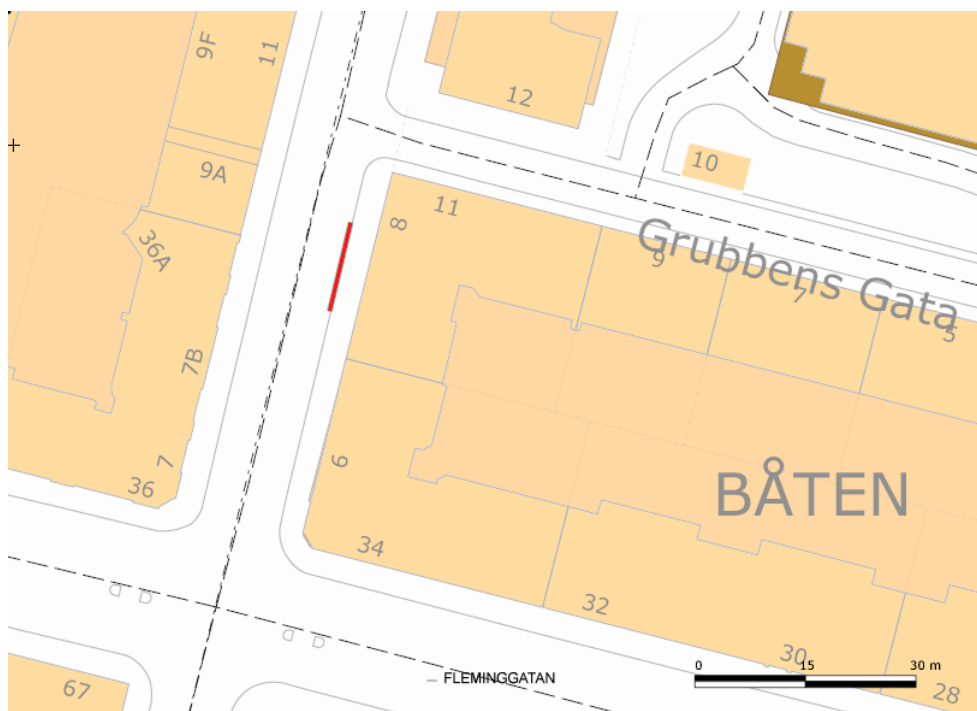 9F
11
12
9A
10
36A
8
11
Grubbens Gata
9
7
5
7B
7
36
6
BÅTEN
34
32
30
28
67
D D
D D
FLEMINGGATAN
0 15 30 m